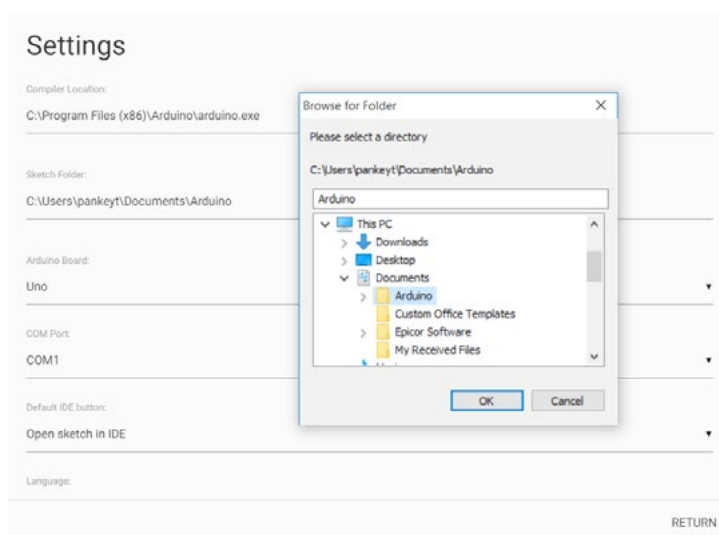 Settings
Compiler Location:
C:\Program Files (x86)\Arduino\arduino.exe
Sketch Folder:
C:\Users\pankeyt\Documents\Arduino
Arduino Board:
Uno
COM Port:
COM1
Default IDE button:
Open sketch in IDE
Language:
RETURN
Browse for Folder
Please select a directory
C:\Users\pankeyt\Documents\Arduino
Arduino
This PC
Downloads
Desktop
Documents
Arduino
Custom Office Templates
Epicor Software
My Received Files
OK Cancel